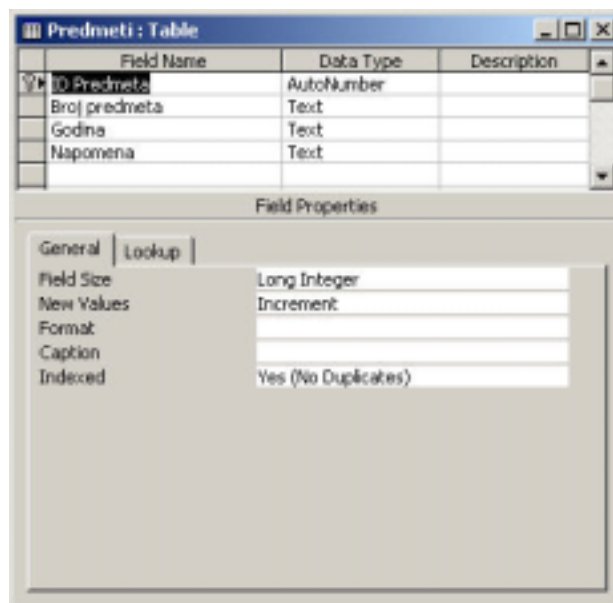 Predmeti : Table
Field Name Data Type Description
ID Predmeta AutoNumber
Broj predmeta Text
Godina Text
Napomena Text
Field Properties
General Lookup
Field Size Long Integer
New Values Increment
Format
Caption
Indexed Yes (No Duplicates)